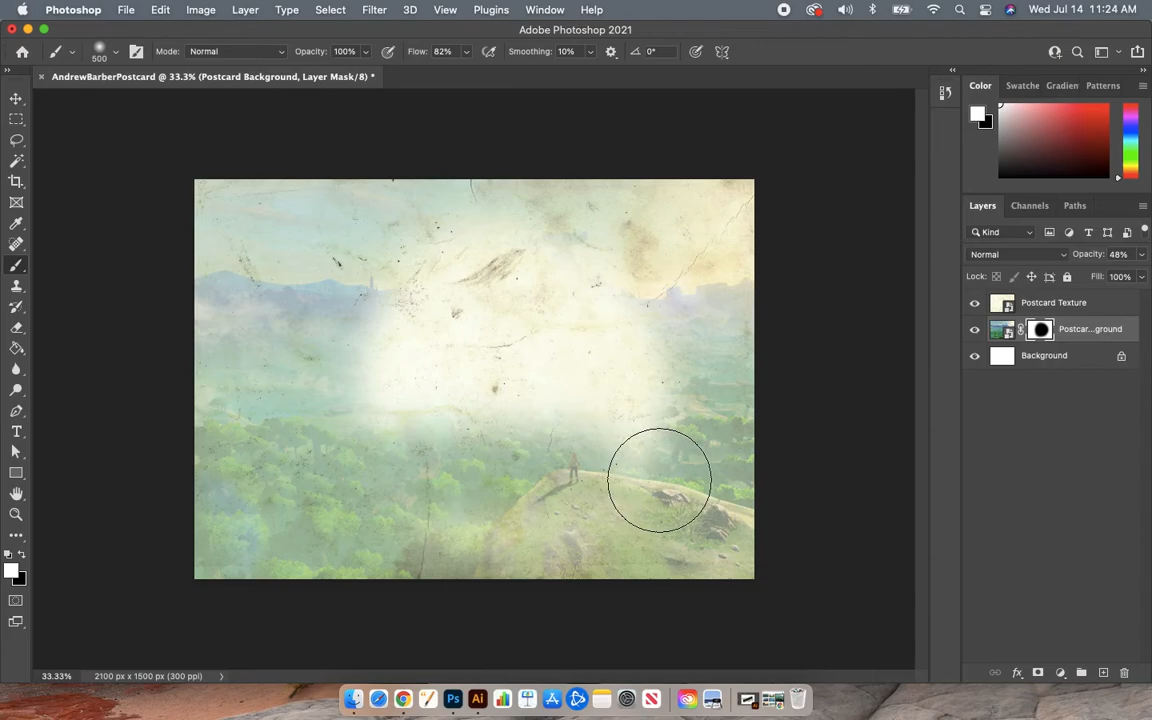 Photoshop File Edit Image Layer Type Select Filter 3D View Plugins Window Help Wed Jul 14 11:24 AM
Adobe Photoshop 2021
500 Mode: Normal Opacity: 100% Flow: 82% Smoothing: 10% 0°
AndrewBarberPostcard @ 33.3% (Postcard Background, Layer Mask/8) *
Color Swatche Gradien Patterns
Layers Channels Paths
Kind
Normal Opacity: 48%
Lock: Fill: 100%
Postcard Texture
Postcar...ground
Background
33.33% 2100 px x 1500 px (300 ppi)